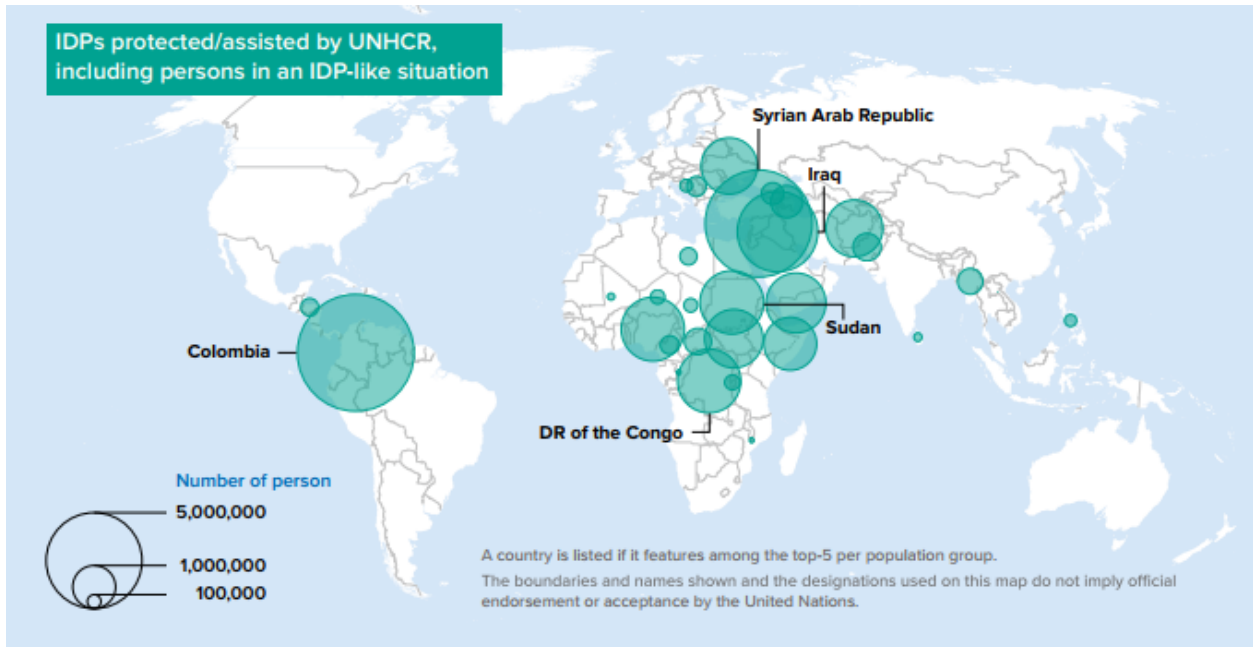 IDPs protected/assisted by UNHCR,
including persons in an IDP-like situation
Syrian Arab Republic
Iraq
Sudan
Colombia
DR of the Congo
Number of person
5,000,000
1,000,000
100,000
A country is listed if it features among the top-5 per population group.
The boundaries and names shown and the designations used on this map do not imply official
endorsement or acceptance by the United Nations.